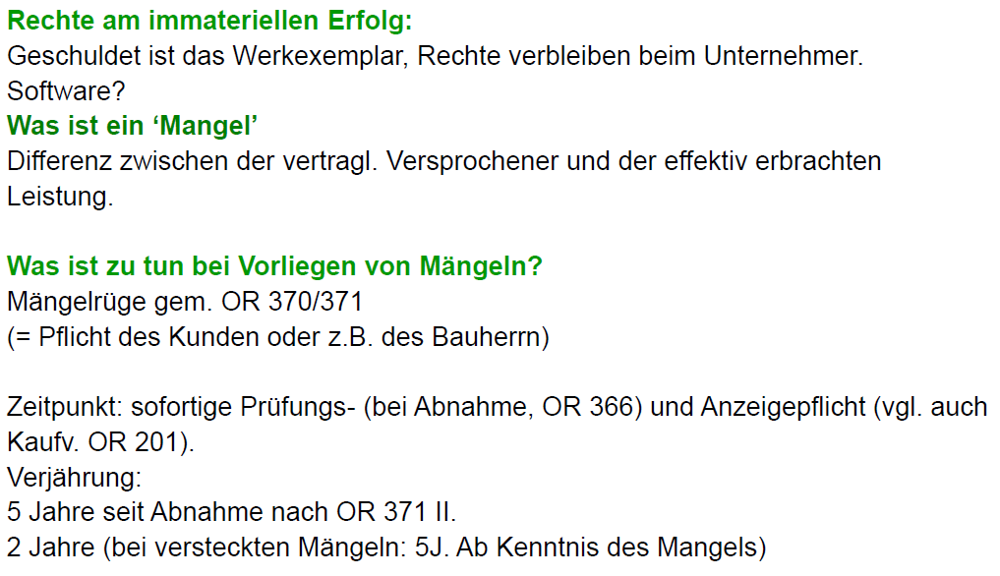 Rechte am immateriellen Erfolg:
Geschuldet ist das Werkexemplar, Rechte verbleiben beim Unternehmer.
Software?
Was ist ein ‘Mangel’
Differenz zwischen der vertragl. Versprochener und der effektiv erbrachten
Leistung.
Was ist zu tun bei Vorliegen von Mängeln?
Mängelrüge gem. OR 370/371
(= Pflicht des Kunden oder z.B. des Bauherrn)
Zeitpunkt: sofortige Prüfungs- (bei Abnahme, OR 366) und Anzeigepflicht (vgl. auch
Kaufv. OR 201).
Verjährung:
5 Jahre seit Abnahme nach OR 371 II.
2 Jahre (bei versteckten Mängeln: 5J. Ab Kenntnis des Mangels)